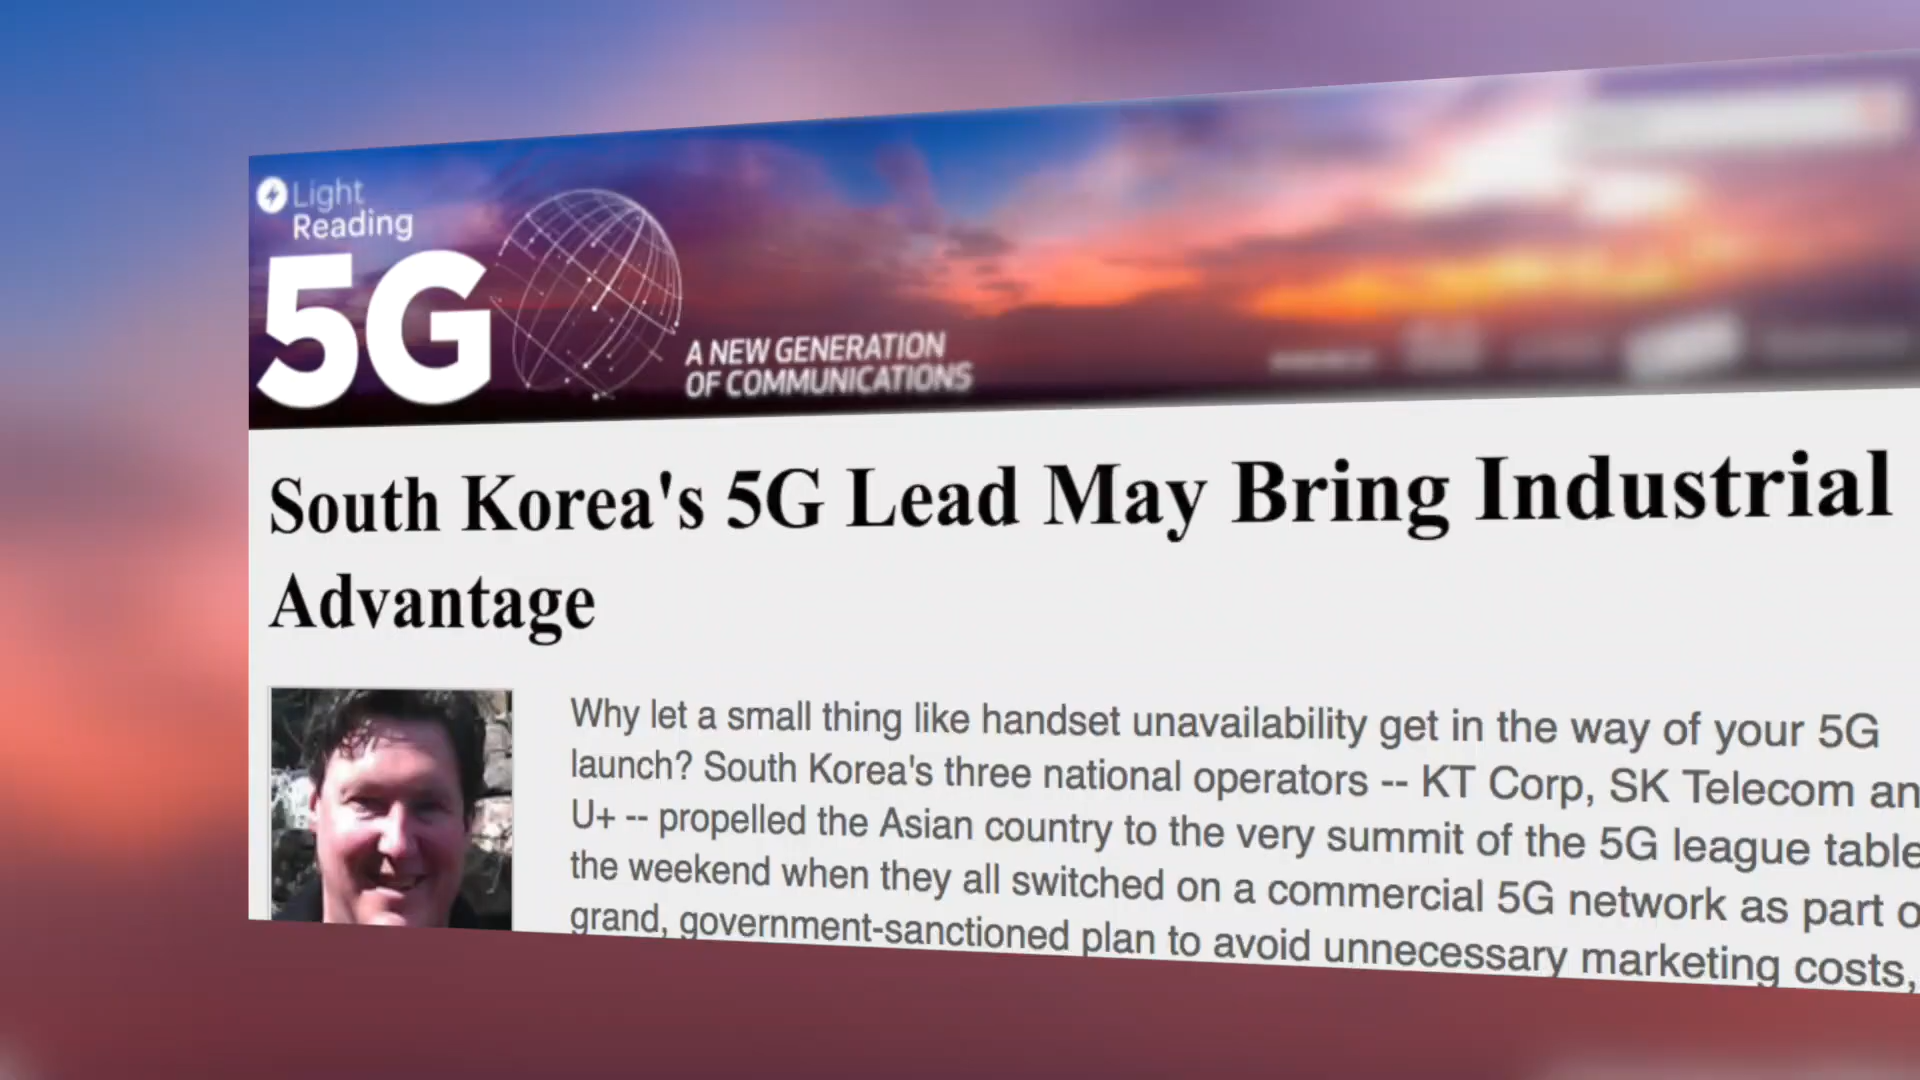 Light
Reading
5G
A NEW GENERATION
OF COMMUNICATIONS
South Korea's 5G Lead May Bring Industrial
Advantage
Why let a small thing like handset unavailability get in the way of your 5G
launch? South Korea's three national operators -- KT Corp, SK Telecom an
U+ -- propelled the Asian country to the very summit of the 5G league table
the weekend when they all switched on a commercial 5G network as part o
grand, government-sanctioned plan to avoid unnecessary marketing costs,